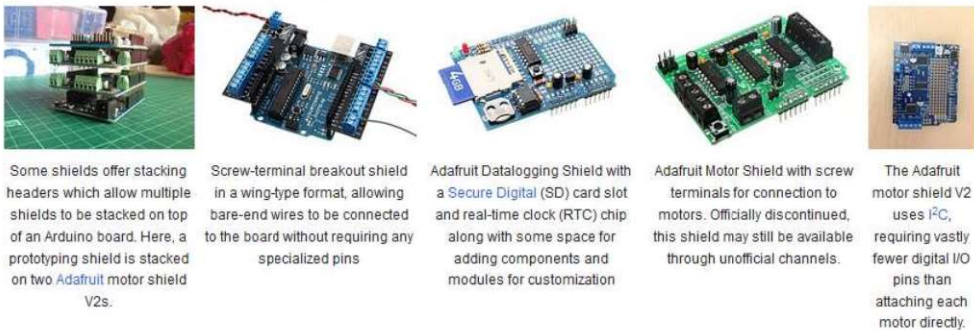 4GB
Some shields offer stacking
headers which allow multiple
shields to be stacked on top
of an Arduino board. Here, a
prototyping shield is stacked
on two Adafruit motor shield
V2s.
Screw-terminal breakout shield
in a wing-type format, allowing
bare-end wires to be connected
to the board without requiring any
specialized pins
Adafruit Datalogging Shield with
a Secure Digital (SD) card slot
and real-time clock (RTC) chip
along with some space for
adding components and
modules for customization
Adafruit Motor Shield with screw
terminals for connection to
motors. Officially discontinued,
this shield may still be available
through unofficial channels.
The Adafruit
motor shield V2
uses I²C,
requiring vastly
fewer digital I/O
pins than
attaching each
motor directly.